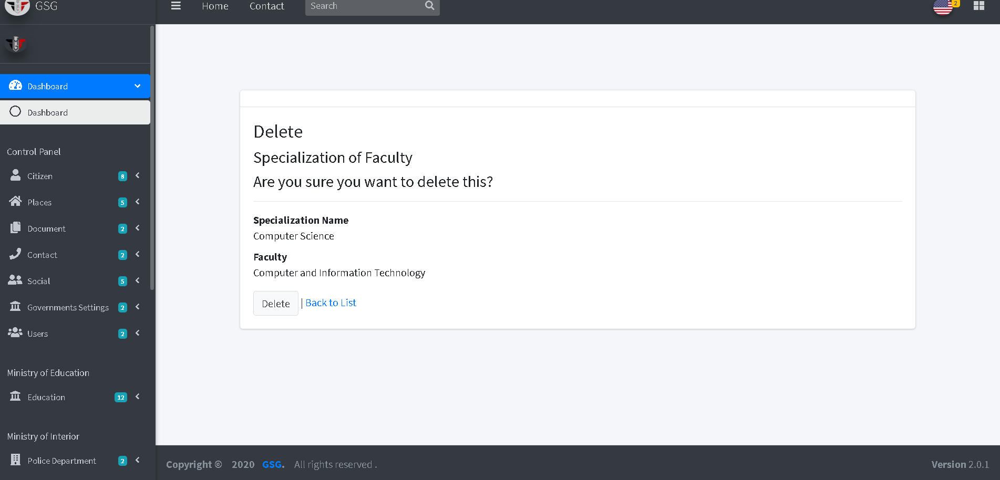 GSG
Home
Contact
Search
2
Dashboard
Dashboard
Control Panel
Citizen 8
Places 5
Document 2
Contact 2
Social 5
Governments Settings 2
Users 2
Ministry of Education
Education 12
Ministry of Interior
Police Department 2
Delete
Specialization of Faculty
Are you sure you want to delete this?
Specialization Name
Computer Science
Faculty
Computer and Information Technology
Delete | Back to List
Copyright © 2020 GSG. All rights reserved .
Version 2.0.1